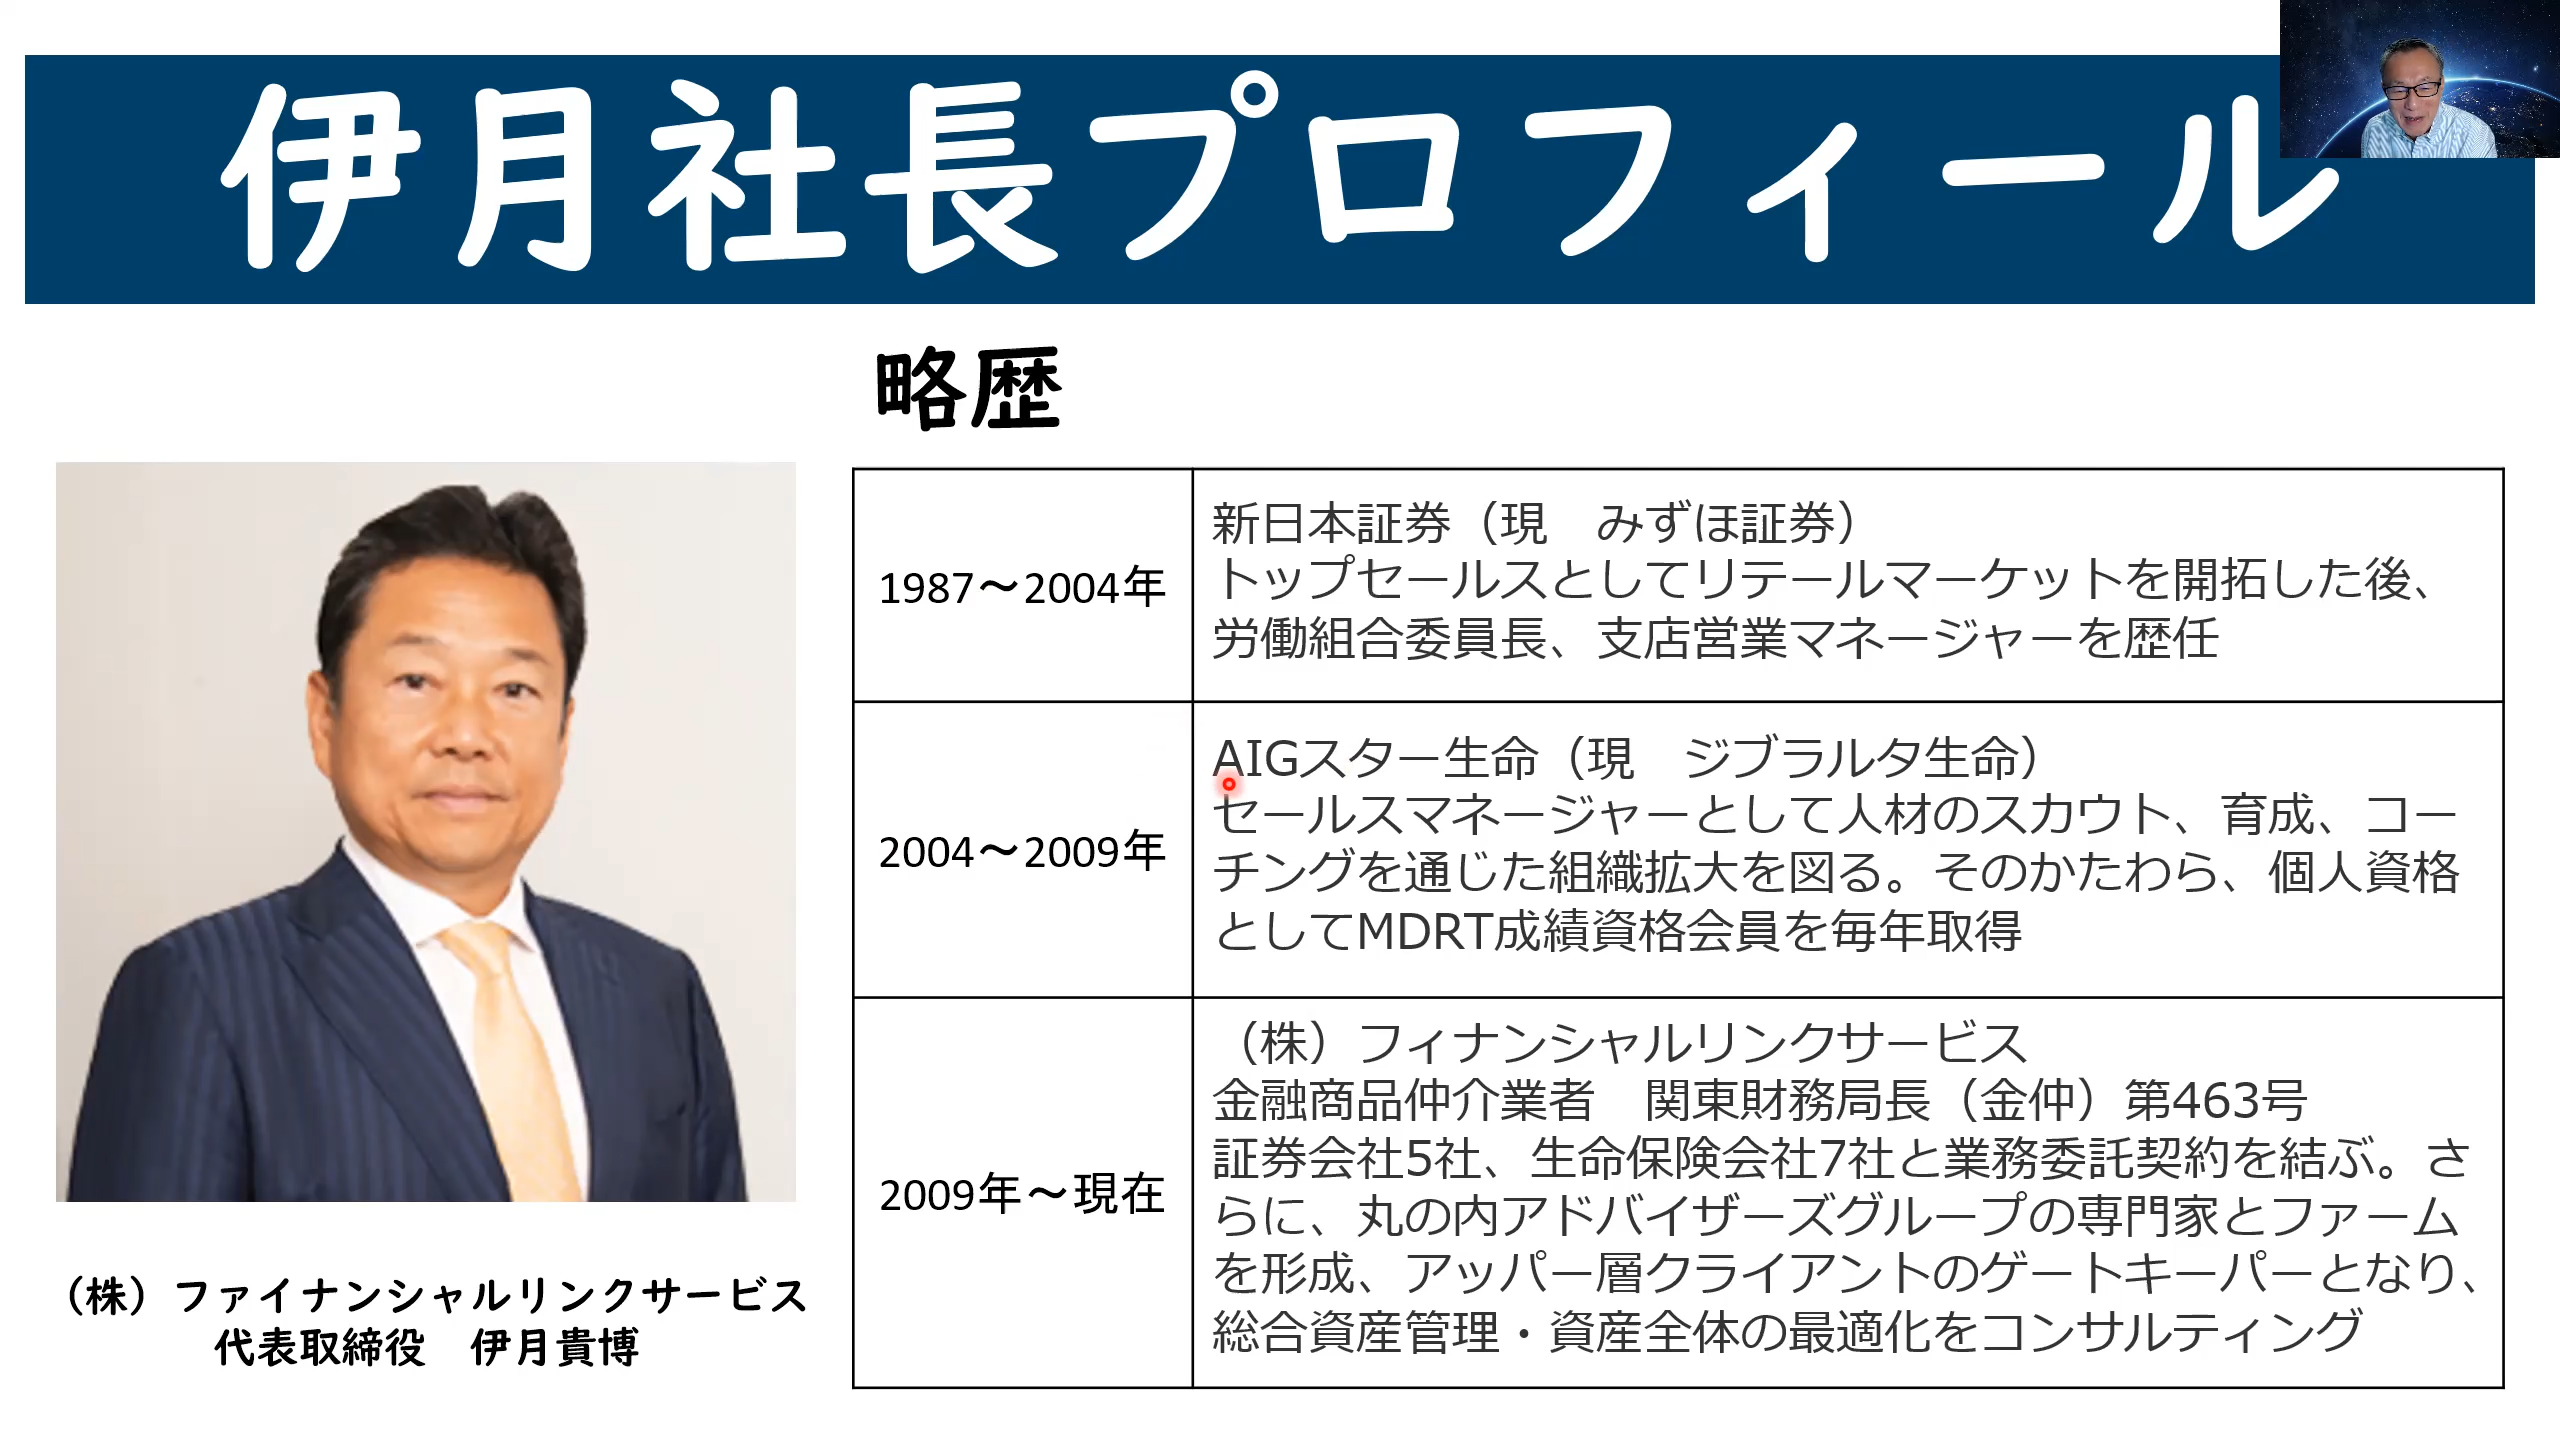 伊月社長プロフィール
略歴
1987～2004年
新日本証券（現　みずほ証券）
トップセールスとしてリテールマーケットを開拓した後、
労働組合委員長、支店営業マネージャーを歴任
2004～2009年
AIGスター生命（現　ジブラルタ生命）
セールスマネージャーとして人材のスカウト、育成、コー
チングを通じた組織拡大を図る。そのかたわら、個人資格
としてMDRT成績資格会員を毎年取得
2009年～現在
（株）フィナンシャルリンクサービス
金融商品仲介業者　関東財務局長（金仲）第463号
証券会社5社、生命保険会社7社と業務委託契約を結ぶ。さ
らに、丸の内アドバイザーズグループの専門家とファーム
を形成、アッパー層クライアントのゲートキーパーとなり、
総合資産管理・資産全体の最適化をコンサルティング
（株）ファイナンシャルリンクサービス
代表取締役　伊月貴博